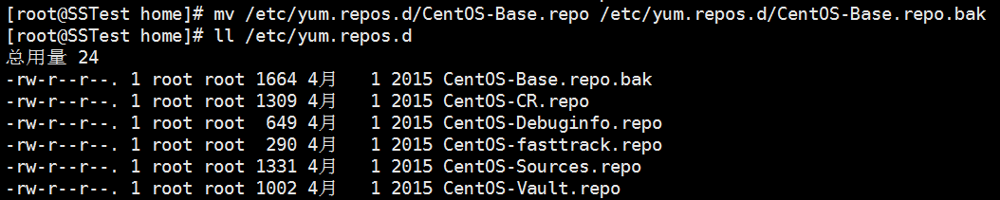 [root@SSTest home]# mv /etc/yum.repos.d/CentOS-Base.repo /etc/yum.repos.d/CentOS-Base.repo.bak
[root@SSTest home]# ll /etc/yum.repos.d
总用量 24
-rw-r--r--. 1 root root 1664 4月   1 2015 CentOS-Base.repo.bak
-rw-r--r--. 1 root root 1309 4月   1 2015 CentOS-CR.repo
-rw-r--r--. 1 root root  649 4月   1 2015 CentOS-Debuginfo.repo
-rw-r--r--. 1 root root  290 4月   1 2015 CentOS-fasttrack.repo
-rw-r--r--. 1 root root 1331 4月   1 2015 CentOS-Sources.repo
-rw-r--r--. 1 root root 1002 4月   1 2015 CentOS-Vault.repo